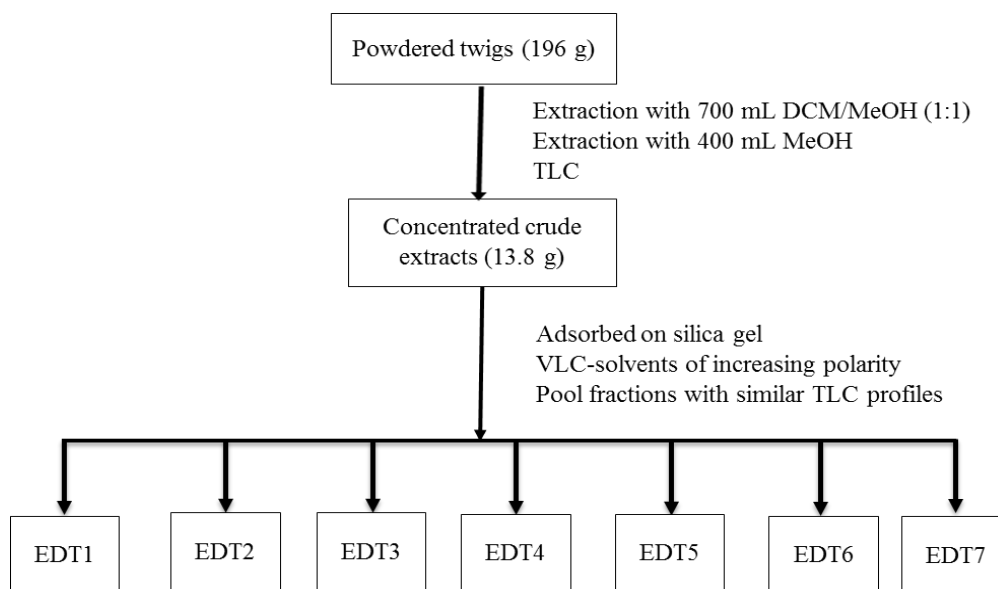 Powdered twigs (196 g)
Extraction with 700 mL DCM/MeOH (1:1)
Extraction with 400 mL MeOH
TLC
Concentrated crude
extracts (13.8 g)
Adsorbed on silica gel
VLC-solvents of increasing polarity
Pool fractions with similar TLC profiles
EDT1
EDT2
EDT3
EDT4
EDT5
EDT6
EDT7